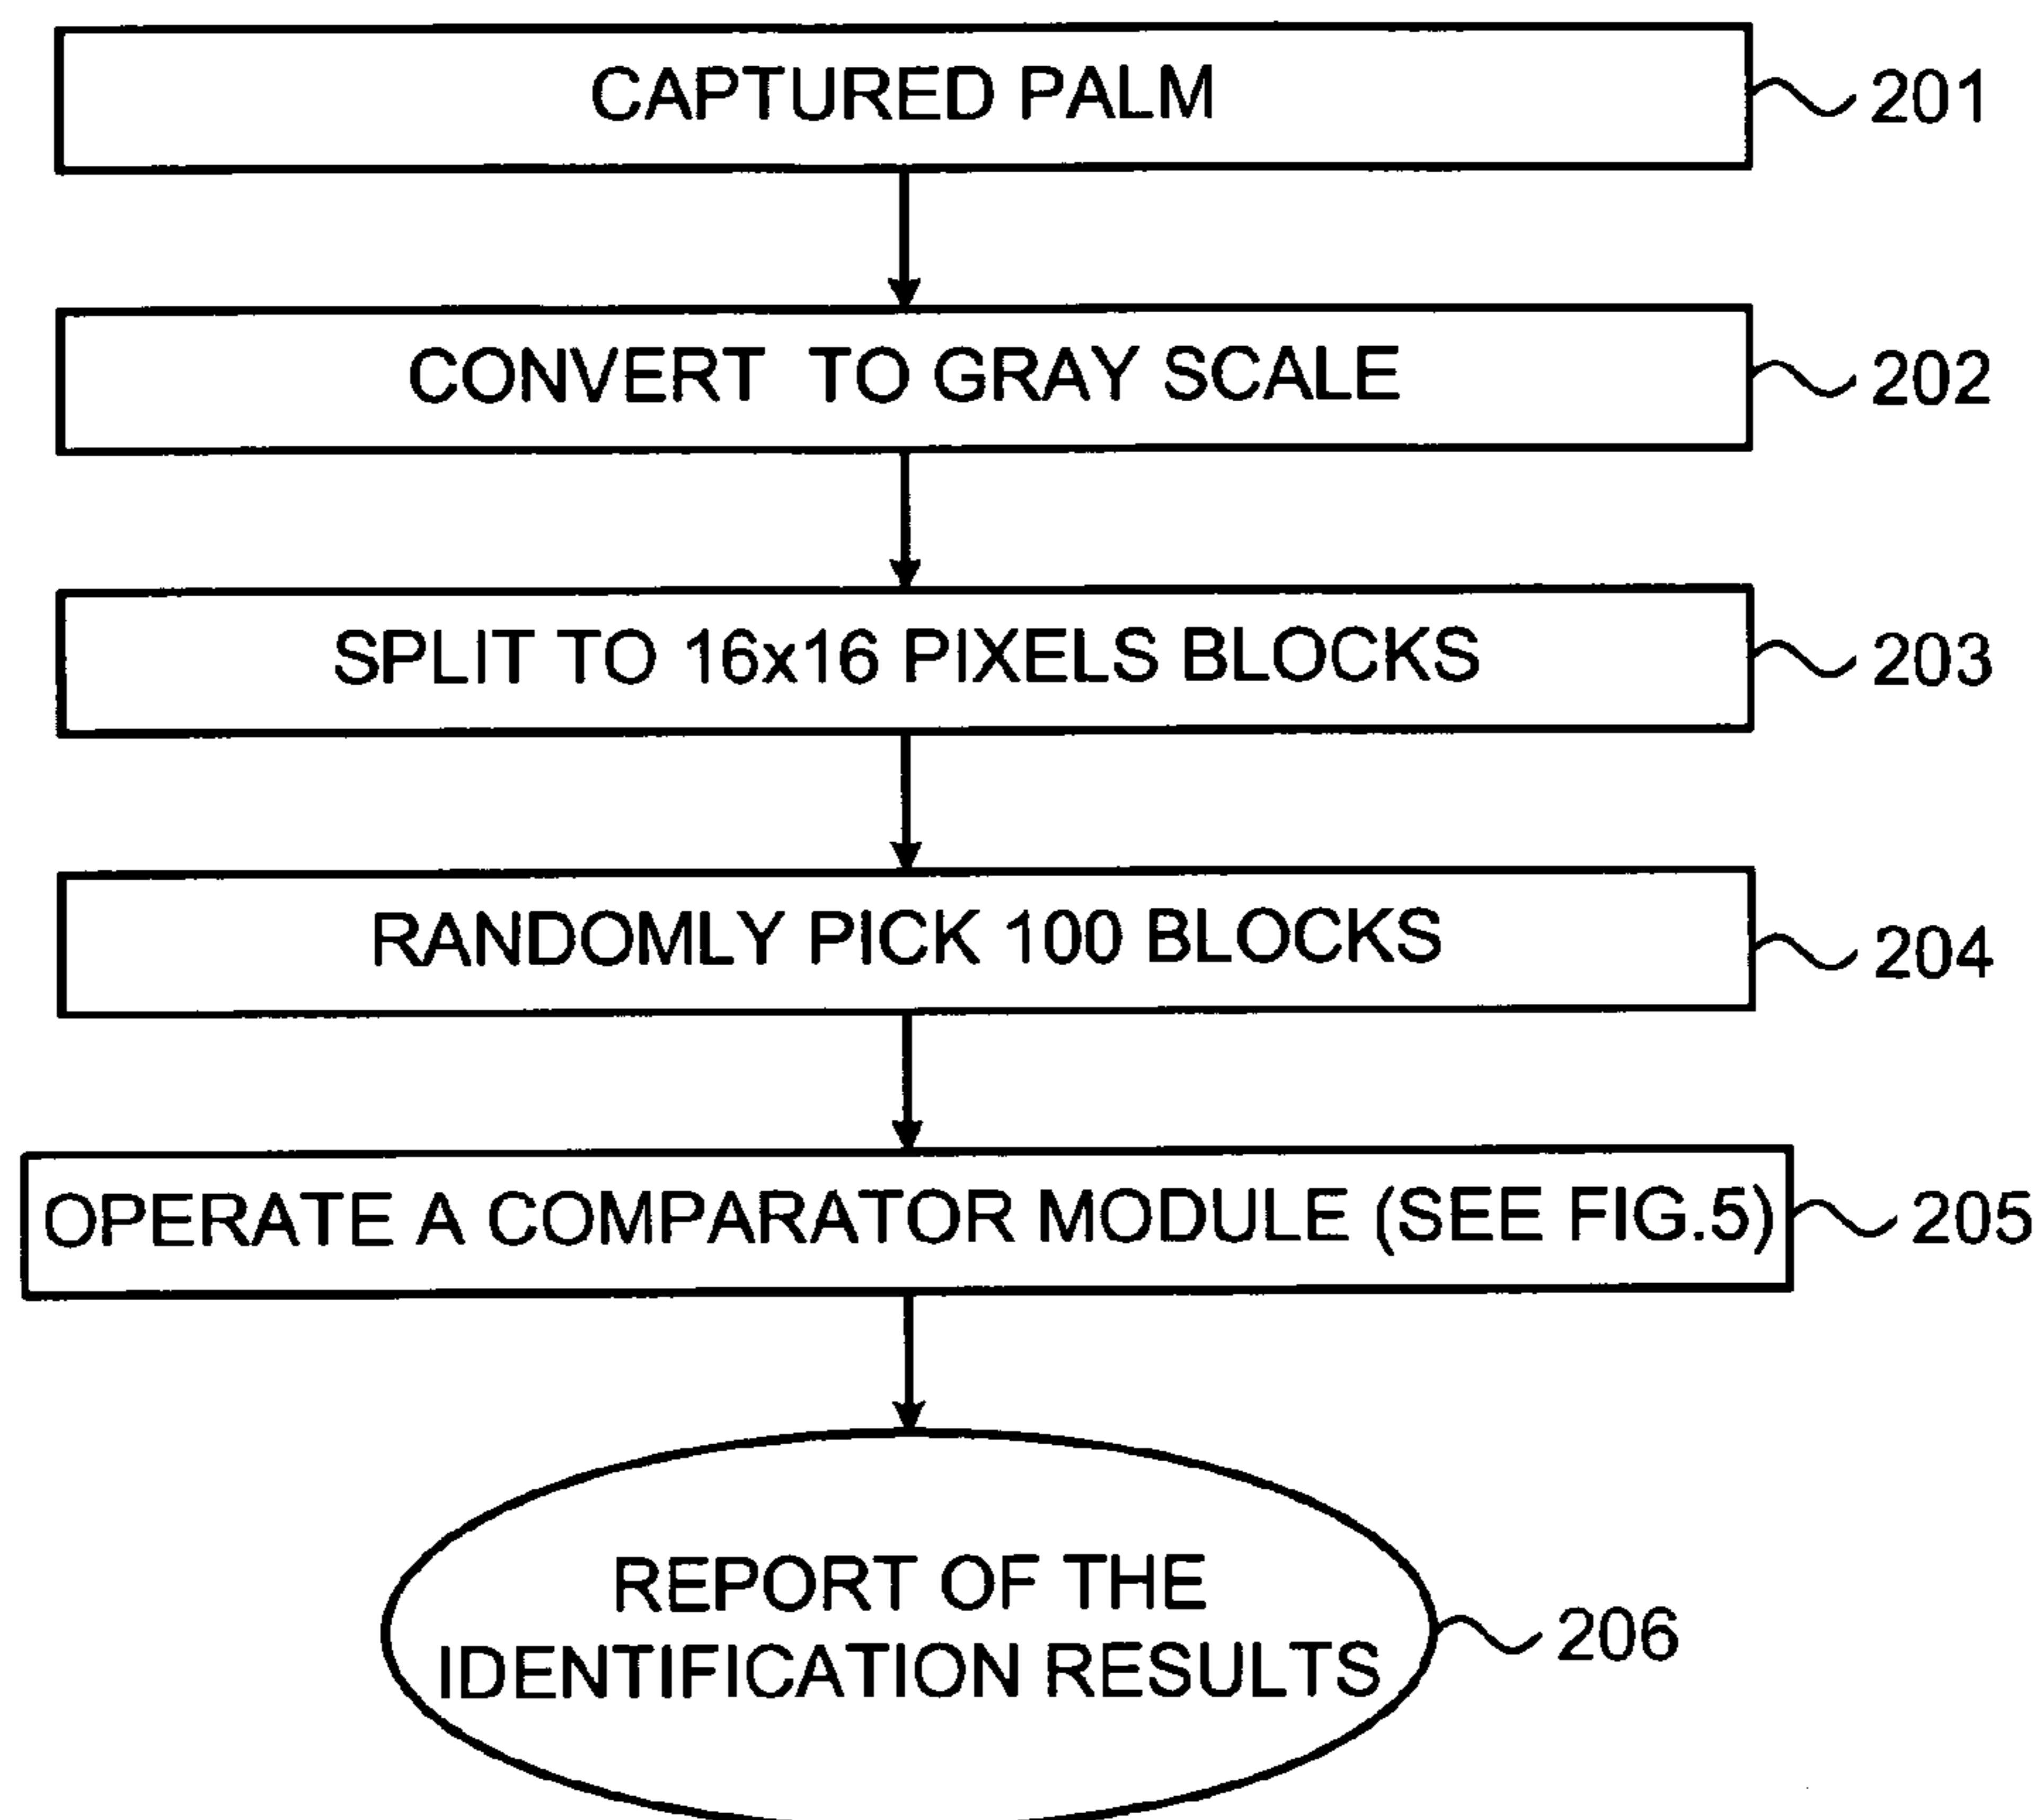 CAPTURED PALM
201
CONVERT TO GRAY SCALE
202
SPLIT TO 16x16 PIXELS BLOCKS
203
RANDOMLY PICK 100 BLOCKS
204
OPERATE A COMPARATOR MODULE (SEE FIG.5)
205
REPORT OF THE
IDENTIFICATION RESULTS
206